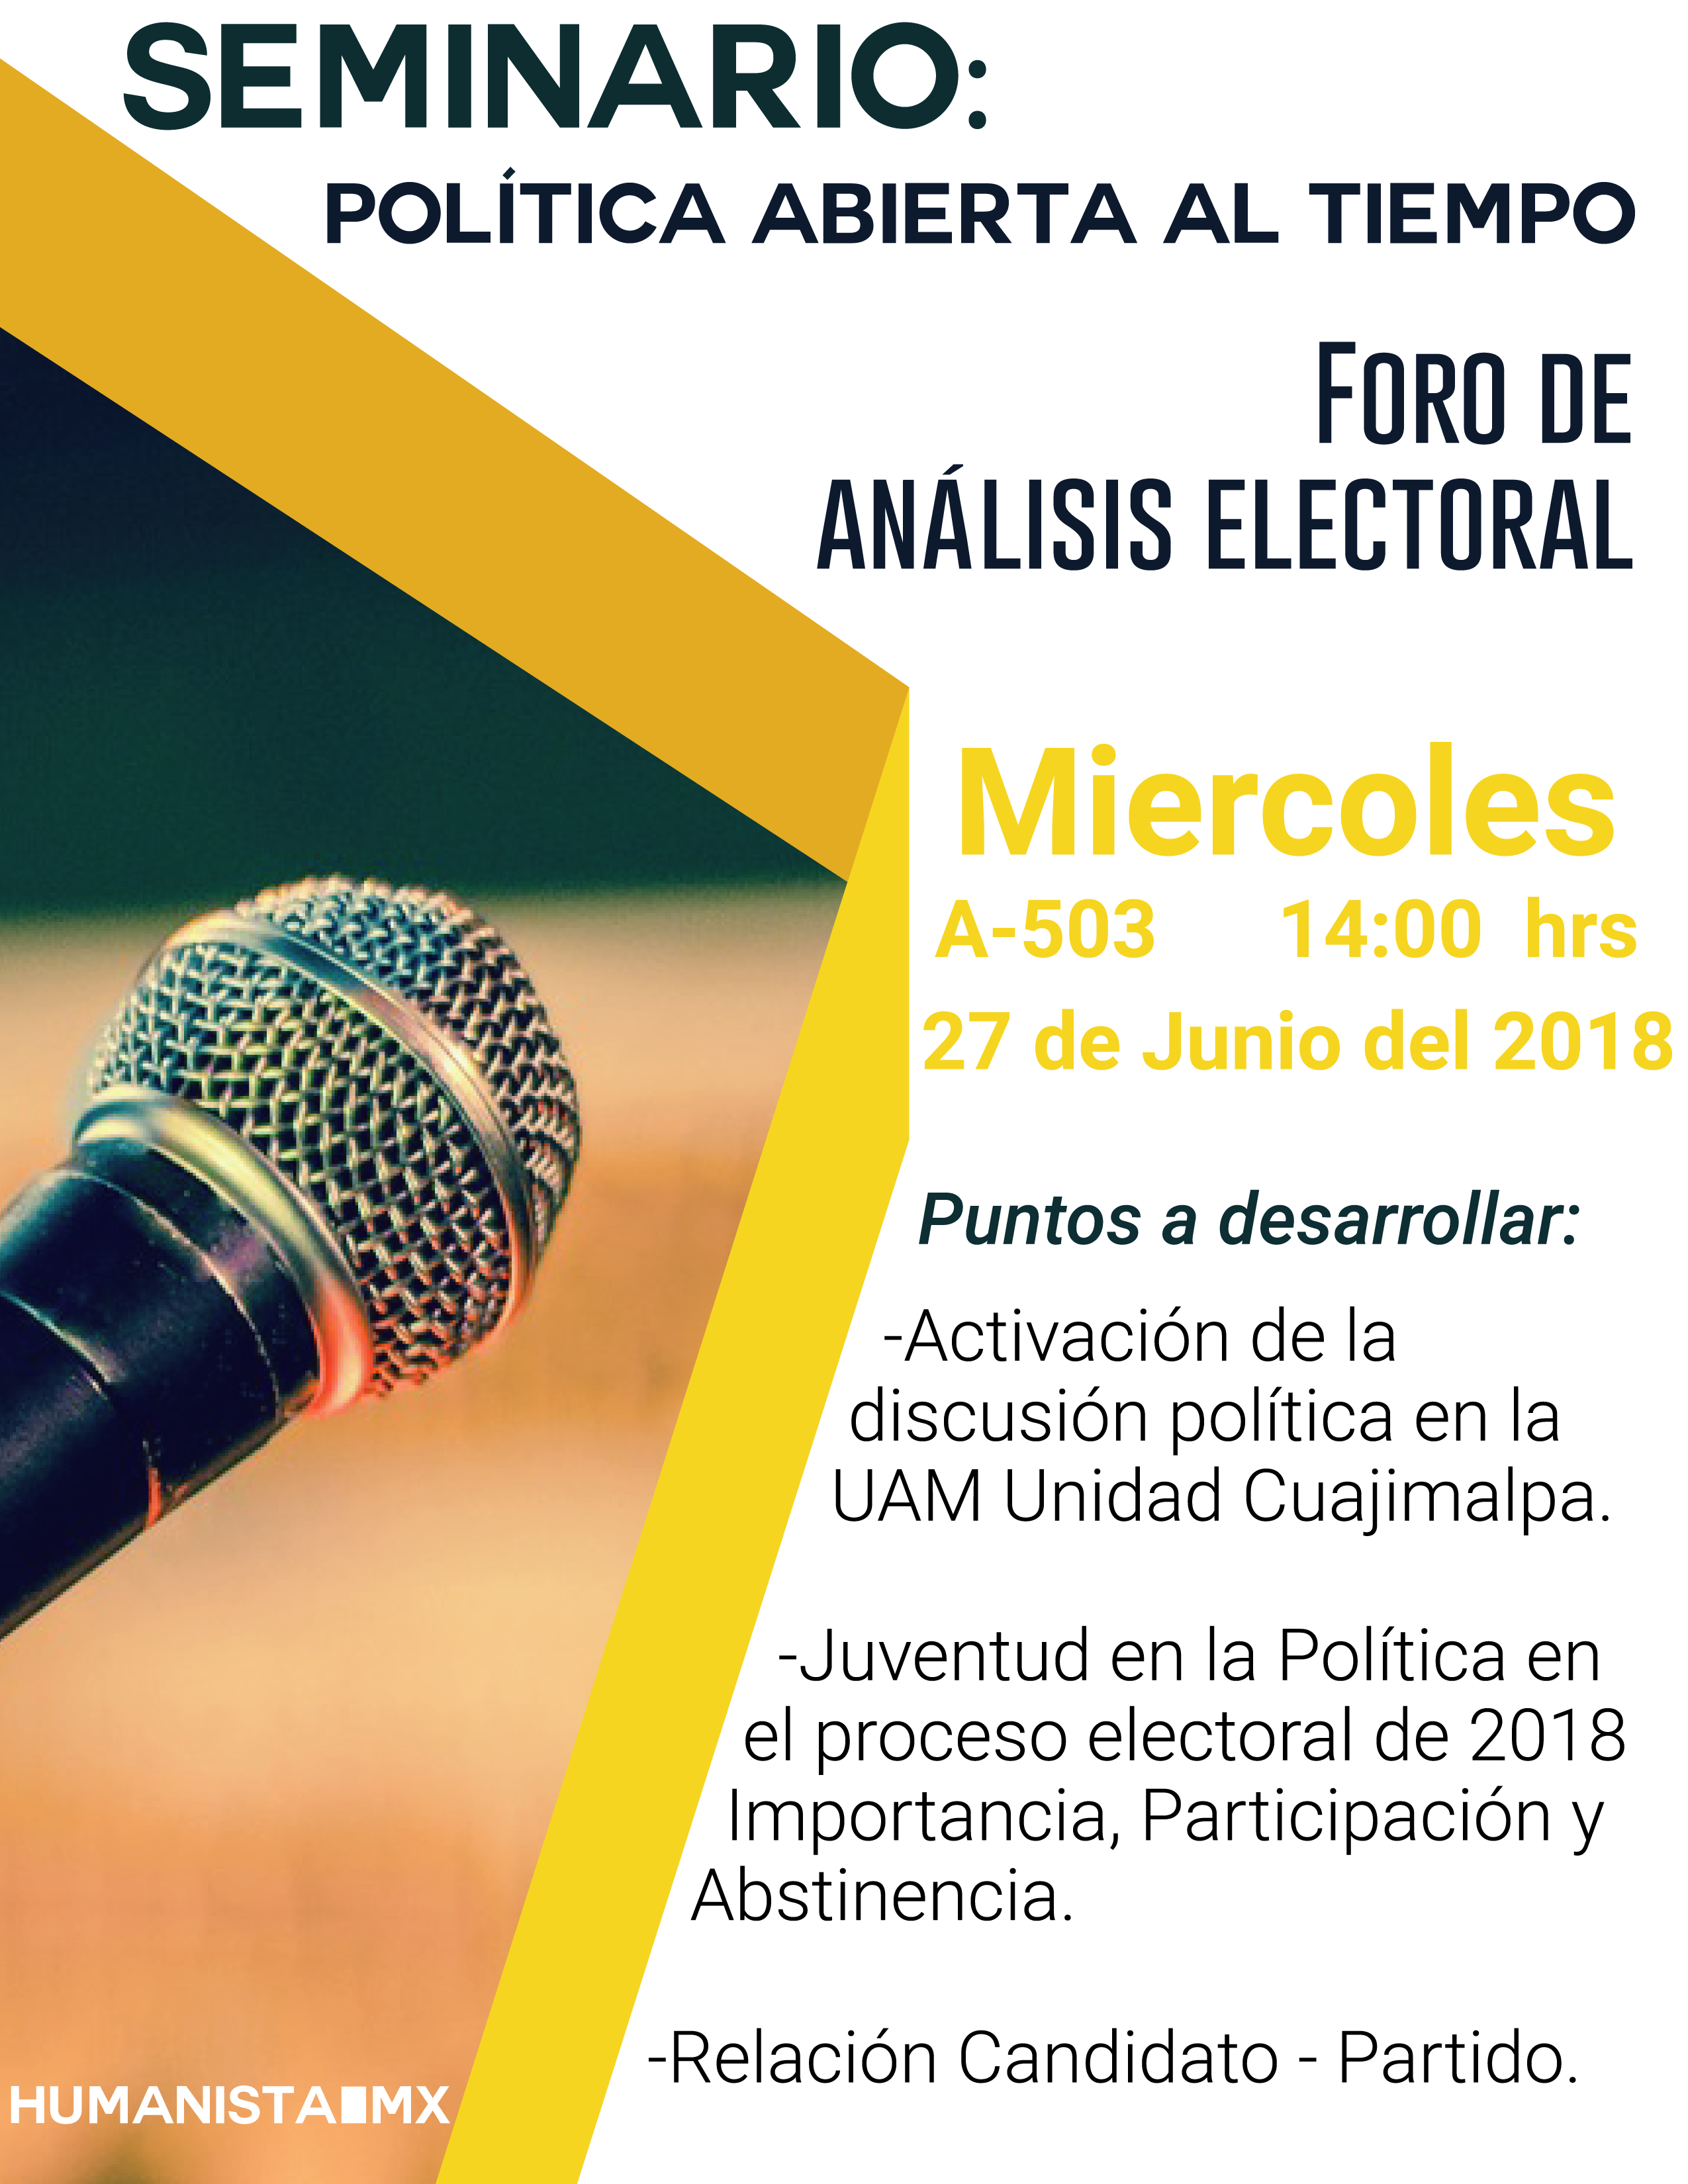 SEMINARIO:
POLÍTICA ABIERTA AL TIEMPO
FORO DE
ANÁLISIS ELECTORAL
Miercoles
A-503 14:00 hrs
27 de Junio del 2018
Puntos a desarrollar:
-Activación de la
discusión política en la
UAM Unidad Cuajimalpa.
-Juventud en la Política en
el proceso electoral de 2018
Importancia, Participación y
Abstinencia.
-Relación Candidato - Partido.
HUMANISTA■MX